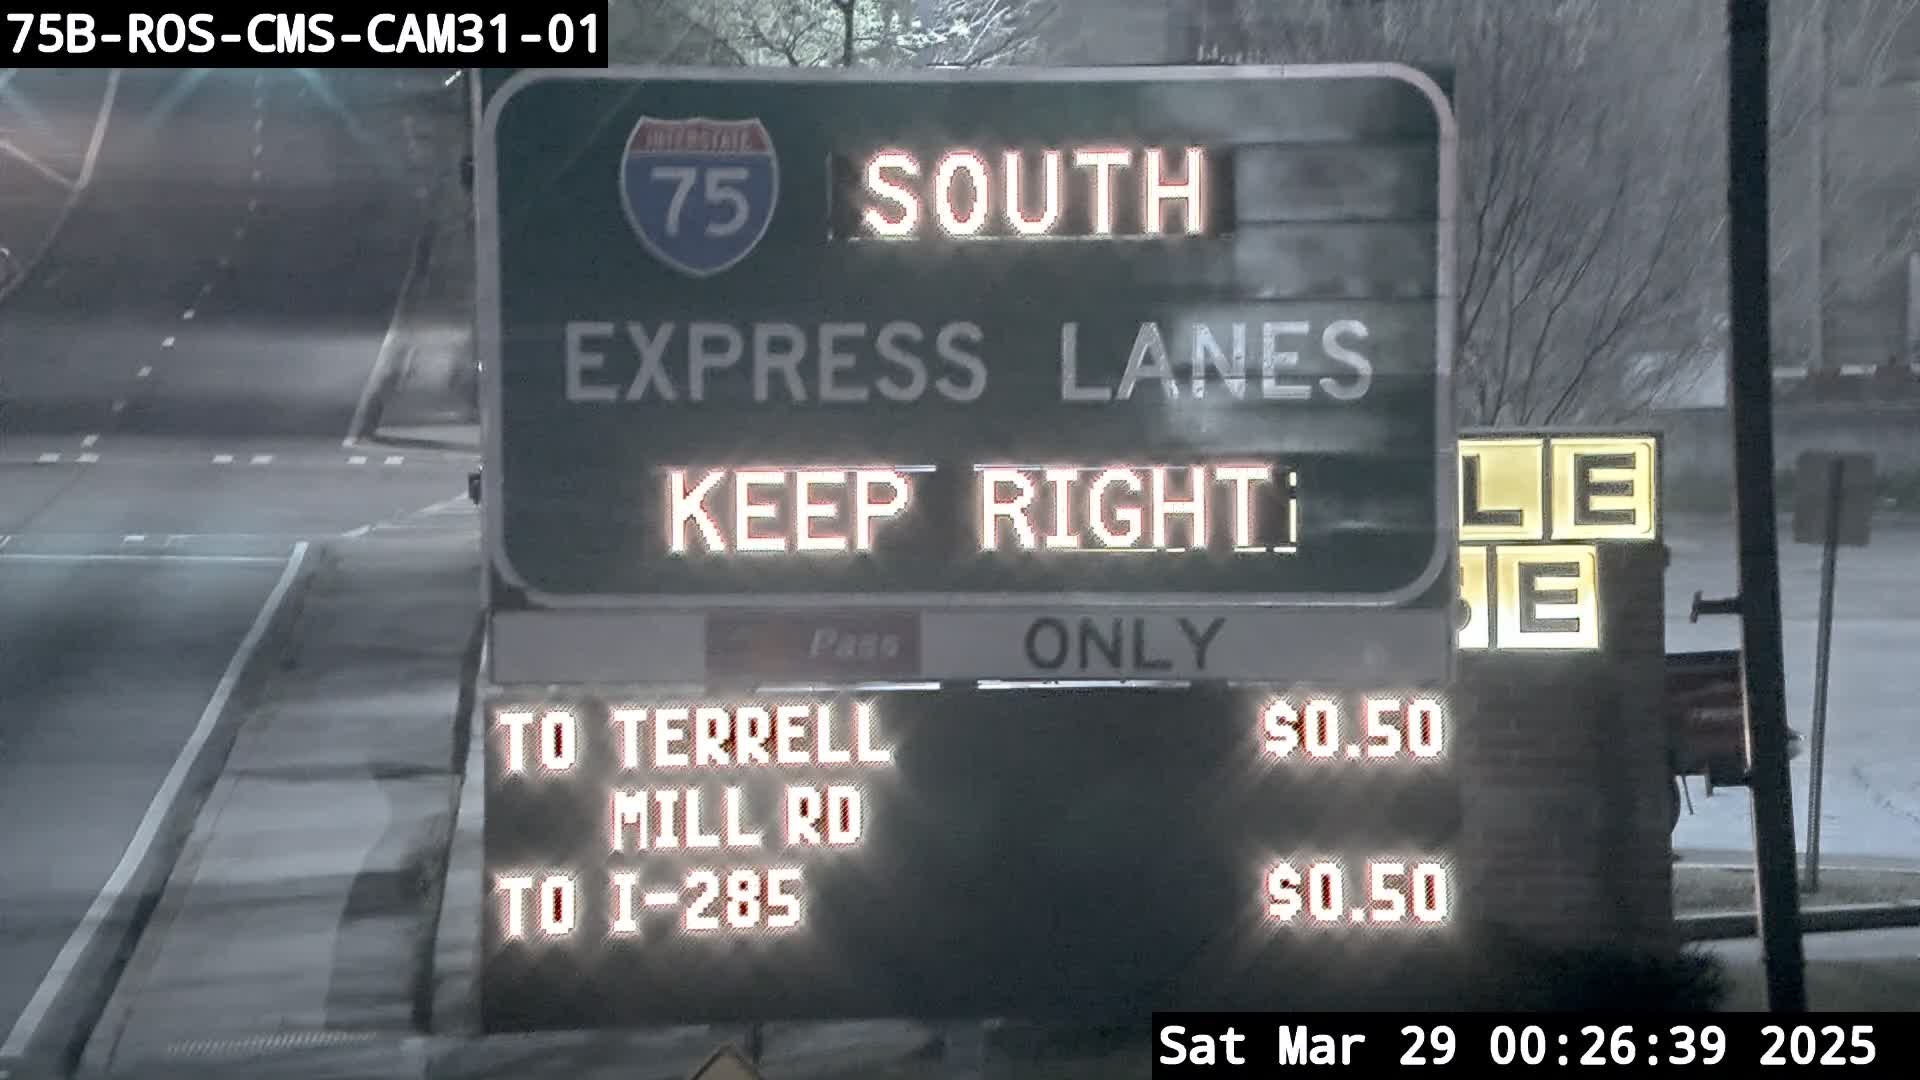 75B-ROS-CMS-CAM31-01
INTERSTATE
75
SOUTH
EXPRESS LANES
KEEP RIGHT
Pass ONLY
LE
E
TO TERRELL $0.50
MILL RD
TO I-285 $0.50
Sat Mar 29 00:26:39 2025